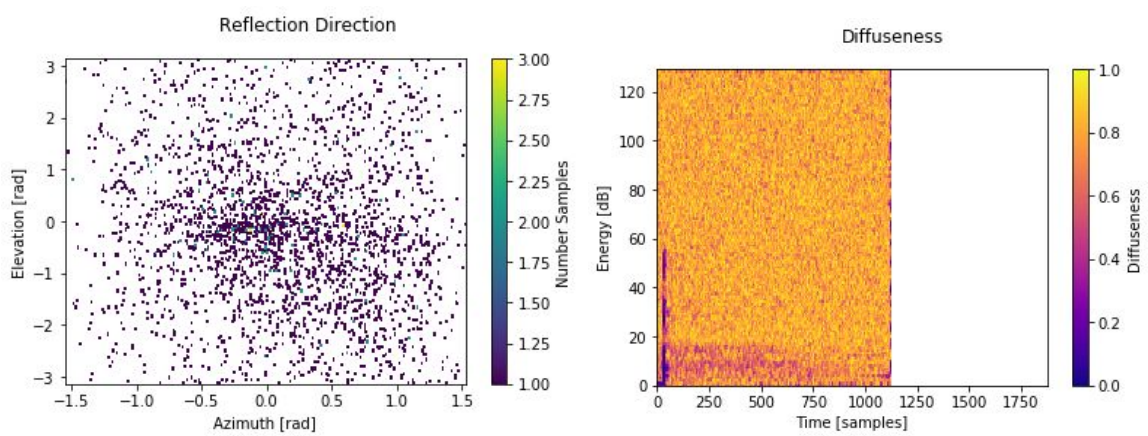 Reflection Direction
3
2
1
0
−1
−2
−3
Elevation [rad]
−1.5 −1.0 −0.5 0.0 0.5 1.0 1.5
Azimuth [rad]
3.00
2.75
2.50
2.25
2.00
1.75
1.50
1.25
1.00
Number Samples
Diffuseness
120
100
80
60
40
20
0
Energy [dB]
0 250 500 750 1000 1250 1500 1750
Time [samples]
1.0
0.8
0.6
0.4
0.2
0.0
Diffuseness